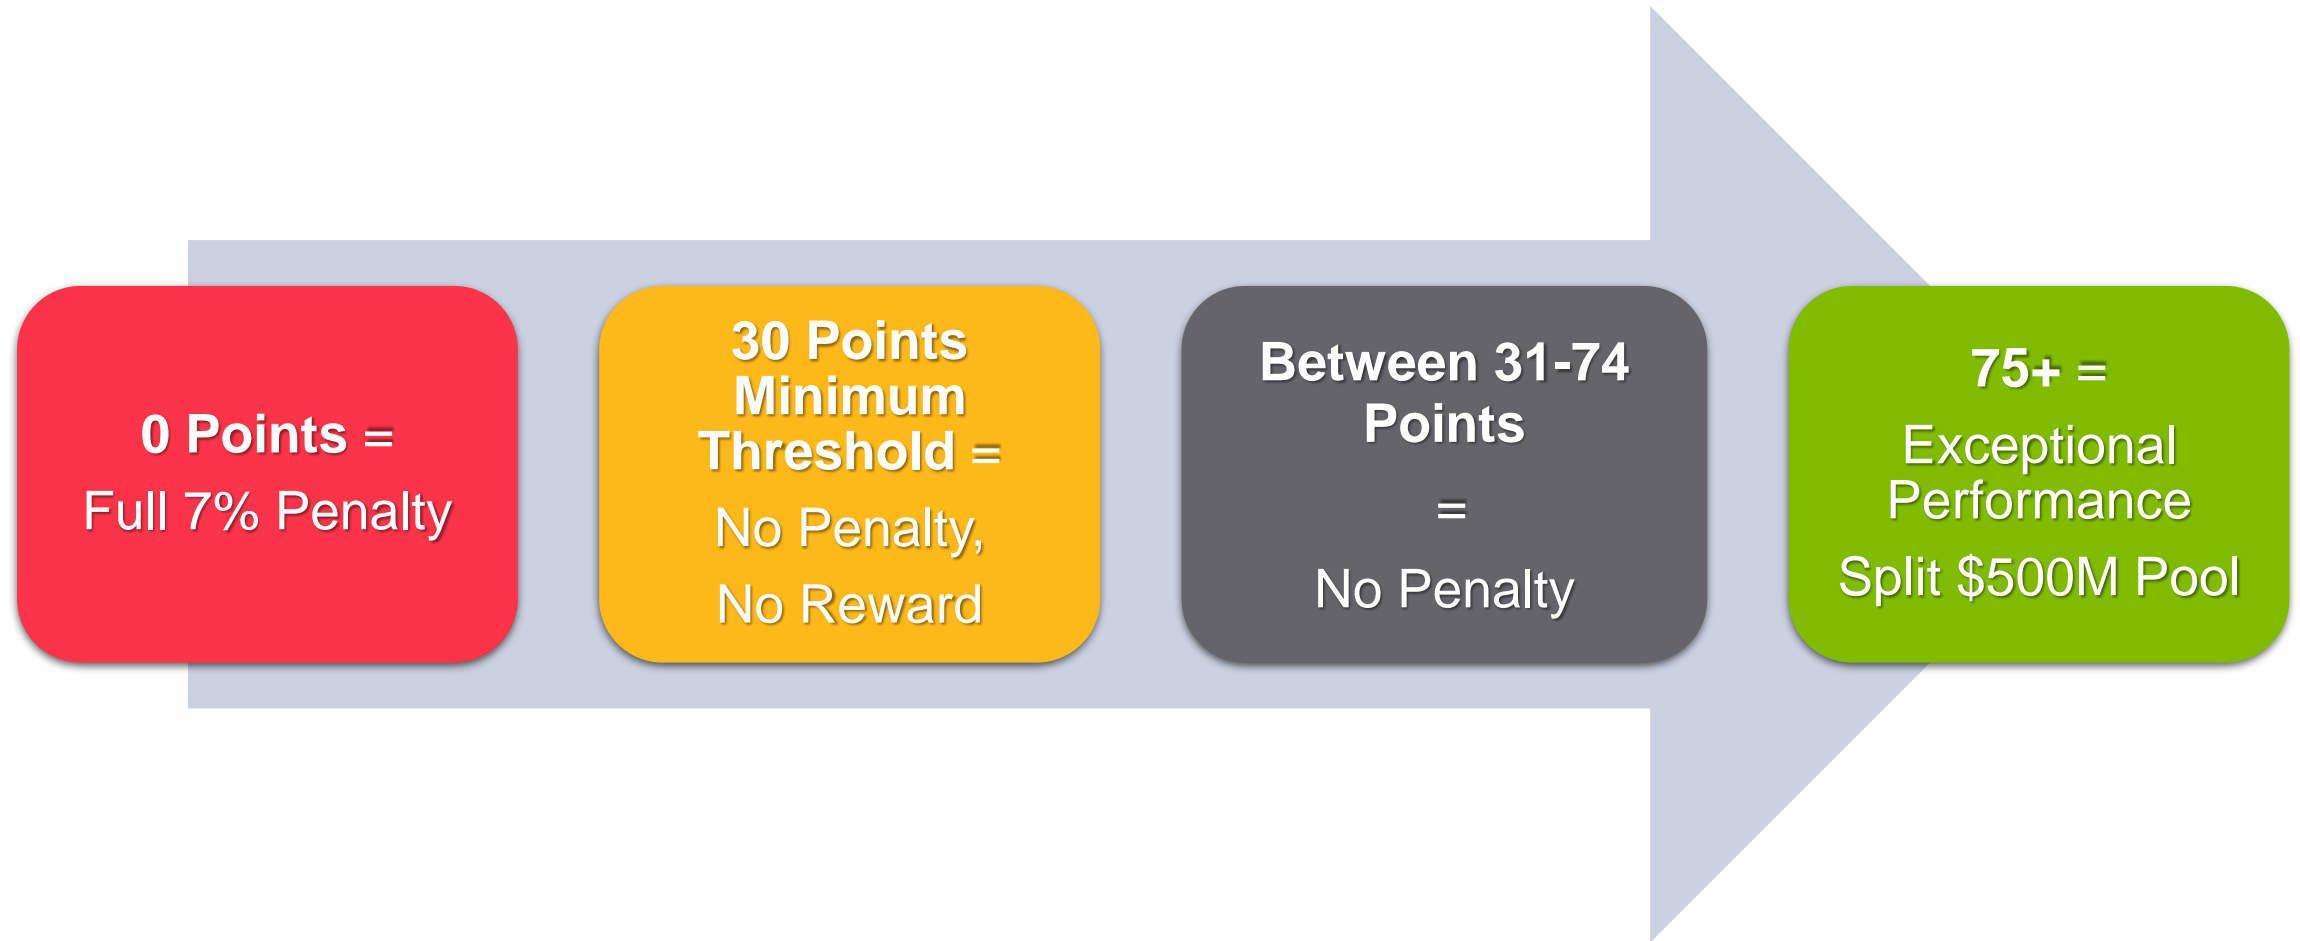 0 Points =
Full 7% Penalty
30 Points
Minimum
Threshold =
No Penalty,
No Reward
Between 31-74
Points
=
No Penalty
75+ =
Exceptional
Performance
Split $500M Pool